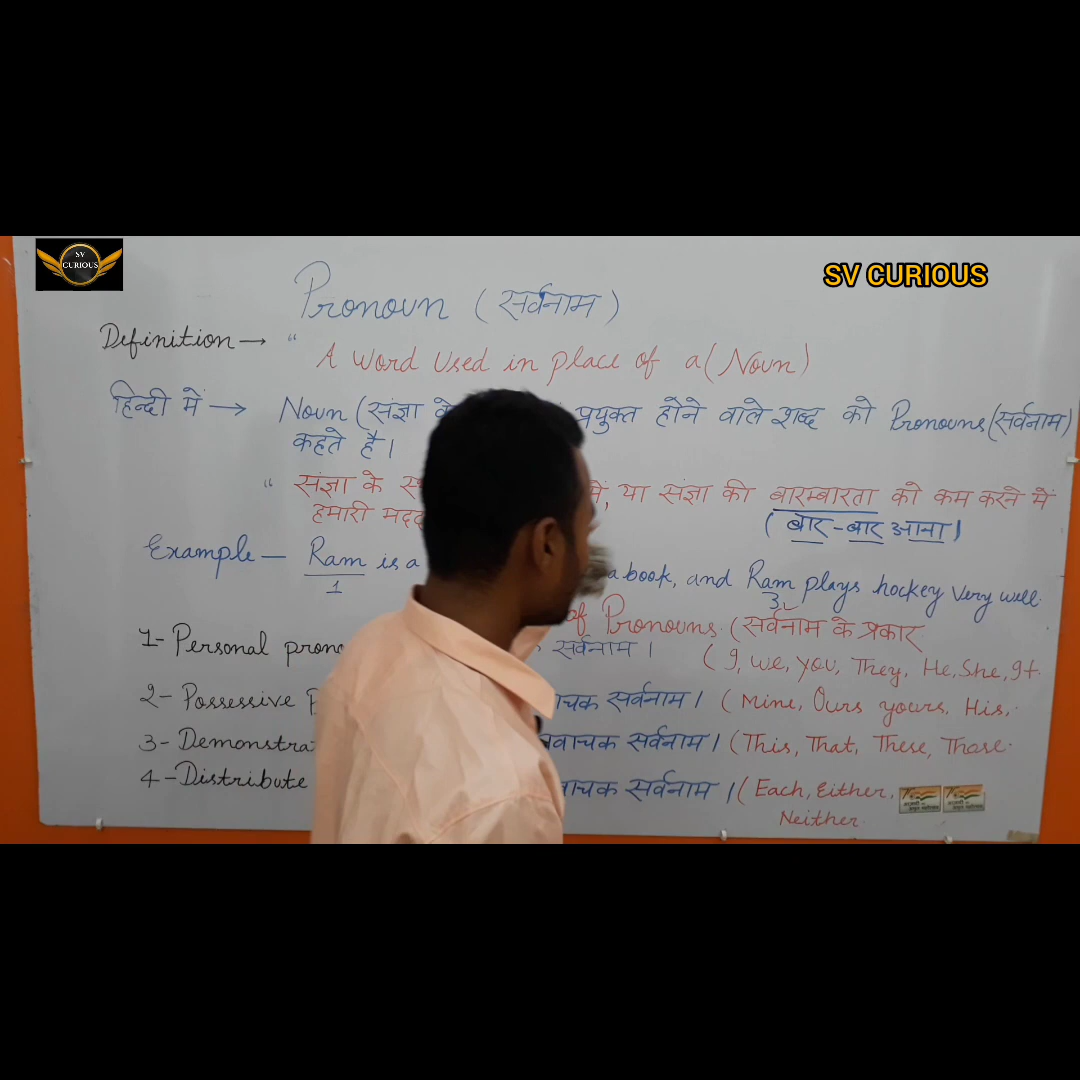 SV CURIOUS
SV CURIOUS
Pronoun (सर्वनाम)
Definition → "
A word used in place of a (Noun)
हिन्दी में → Noun (संज्ञा के प्रयुक्त होने वाले शब्द को Pronouns (सर्वनाम)
कहते है।
" संज्ञा के में, या संज्ञा की बारम्बारता को कम करने में
हमारी मदद
(बार-बार आना)
Example — Ram is a a book, and Ram plays hockey very well.
1 3
of Pronouns. (सर्वनाम के प्रकार
1- Personal सर्वनाम। (I, we, you, They, He, She, It
2- Possessive वाचक सर्वनाम। (Mine, Ours yours, His,
3- वाचक सर्वनाम। (This, That, These, Those.
4- Distribute वाचक सर्वनाम। (Each, Either,
Neither.